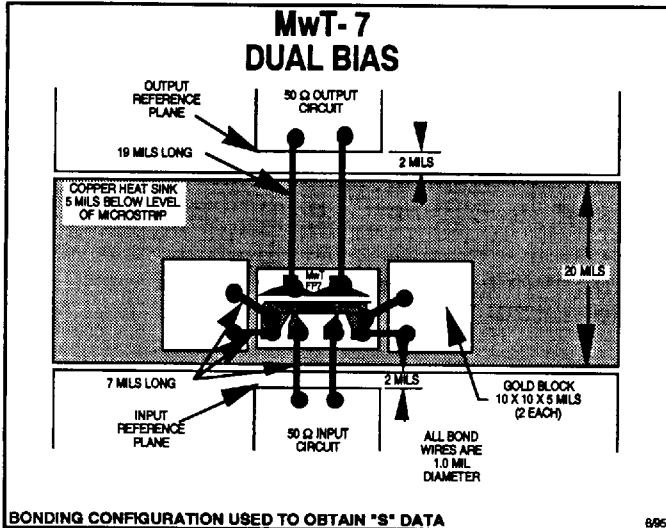 MwT- 7
DUAL BIAS
OUTPUT
REFERENCE
PLANE
50 Ω OUTPUT
CIRCUIT
19 MILS LONG
2 MILS
COPPER HEAT SINK
5 MILS BELOW LEVEL
OF MICROSTRIP
20 MILS
MwT
FP7
7 MILS LONG
2 MILS
GOLD BLOCK
10 X 10 X 5 MILS
(2 EACH)
INPUT
REFERENCE
PLANE
50 Ω INPUT
CIRCUIT
ALL BOND
WIRES ARE
1.0 MIL
DIAMETER
BONDING CONFIGURATION USED TO OBTAIN "S" DATA